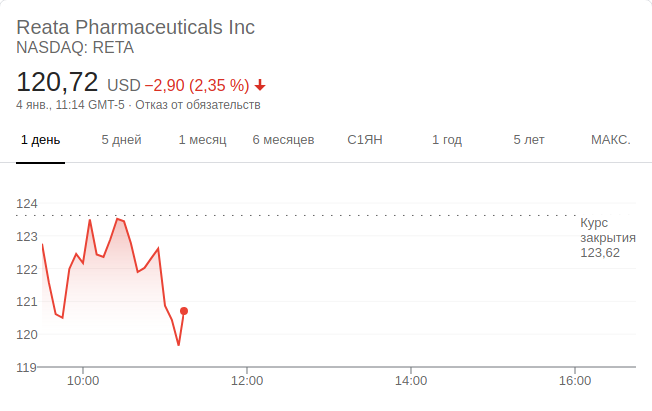 Reata Pharmaceuticals Inc
NASDAQ: RETA
120,72 USD −2,90 (2,35 %)
4 янв., 11:14 GMT-5 · Отказ от обязательств
1 день 5 дней 1 месяц 6 месяцев С1ЯН 1 год 5 лет МАКС.
124
123
122
121
120
119
Курс
закрытия
123,62
10:00 12:00 14:00 16:00